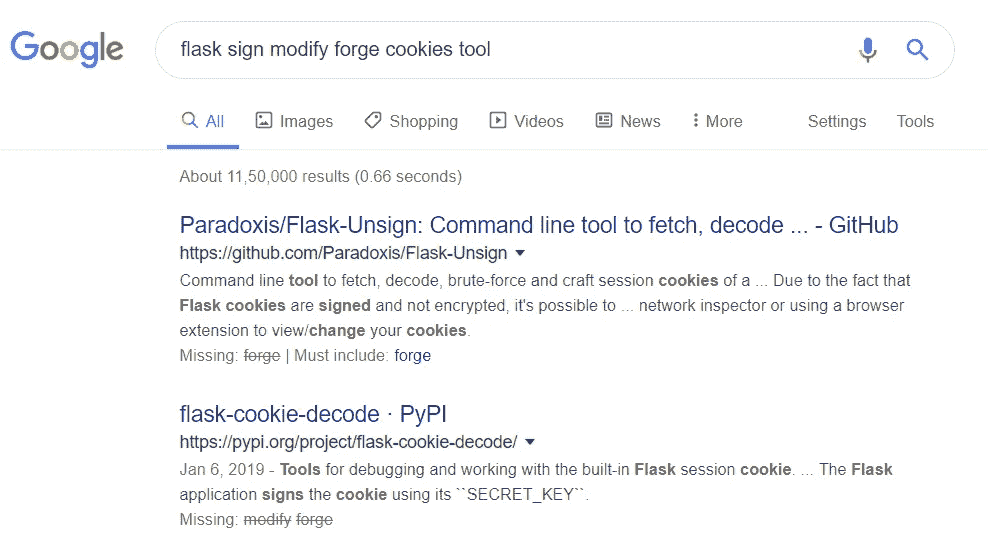 Google
flask sign modify forge cookies tool
All Images Shopping Videos News More Settings Tools
About 11,50,000 results (0.66 seconds)
Paradoxis/Flask-Unsign: Command line tool to fetch, decode ... - GitHub
https://github.com/Paradoxis/Flask-Unsign
Command line tool to fetch, decode, brute-force and craft session cookies of a ... Due to the fact that
Flask cookies are signed and not encrypted, it's possible to ... network inspector or using a browser
extension to view/change your cookies.
Missing: forge | Must include: forge
flask-cookie-decode · PyPI
https://pypi.org/project/flask-cookie-decode/
Jan 6, 2019 - Tools for debugging and working with the built-in Flask session cookie. ... The Flask
application signs the cookie using its ``SECRET_KEY``.
Missing: modify forge